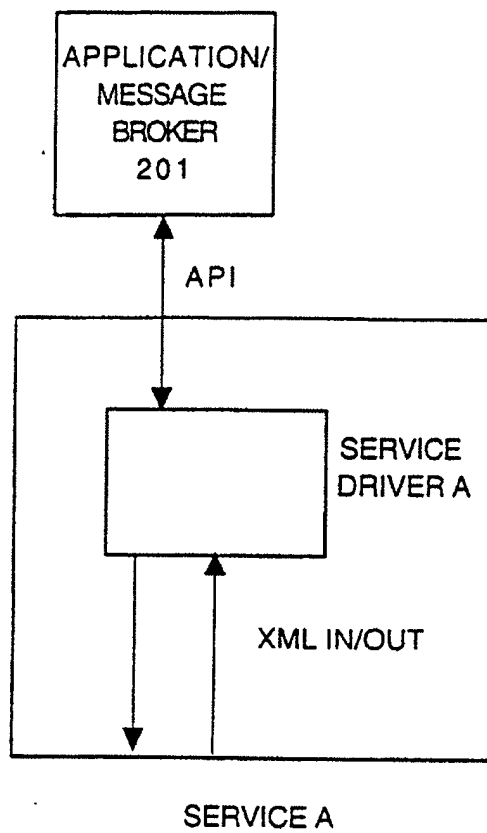 APPLICATION/
MESSAGE
BROKER
201
API
SERVICE
DRIVER A
XML IN/OUT
SERVICE A